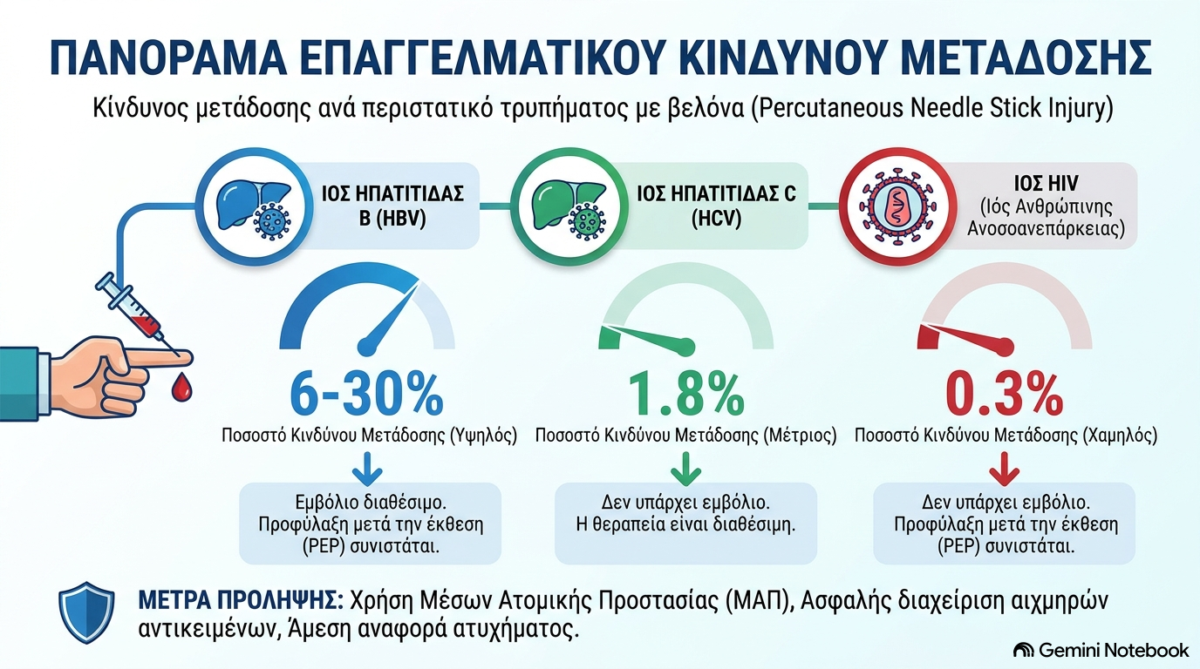 ΠΑΝΟΡΑΜΑ ΕΠΑΓΓΕΛΜΑΤΙΚΟΥ ΚΙΝΔΥΝΟΥ ΜΕΤΑΔΟΣΗΣ
Κίνδυνος μετάδοσης ανά περιστατικό τρυπήματος με βελόνα (Percutaneous Needle Stick Injury)
ΙΟΣ ΗΠΑΤΙΤΙΔΑΣ
Β (HBV)
6-30%
Ποσοστό Κινδύνου Μετάδοσης (Υψηλός)
Εμβόλιο διαθέσιμο.
Προφύλαξη μετά την έκθεση
(PEP) συνιστάται.
ΙΟΣ ΗΠΑΤΙΤΙΔΑΣ C
(HCV)
1.8%
Ποσοστό Κινδύνου Μετάδοσης (Μέτριος)
Δεν υπάρχει εμβόλιο.
Η θεραπεία είναι διαθέσιμη.
ΙΟΣ HIV
(Ιός Ανθρώπινης
Ανοσοανεπάρκειας)
0.3%
Ποσοστό Κινδύνου Μετάδοσης (Χαμηλός)
Δεν υπάρχει εμβόλιο.
Προφύλαξη μετά την έκθεση
(PEP) συνιστάται.
ΜΕΤΡΑ ΠΡΟΛΗΨΗΣ: Χρήση Μέσων Ατομικής Προστασίας (ΜΑΠ), Ασφαλής διαχείριση αιχμηρών
αντικειμένων, Άμεση αναφορά ατυχήματος.
Gemini Notebook